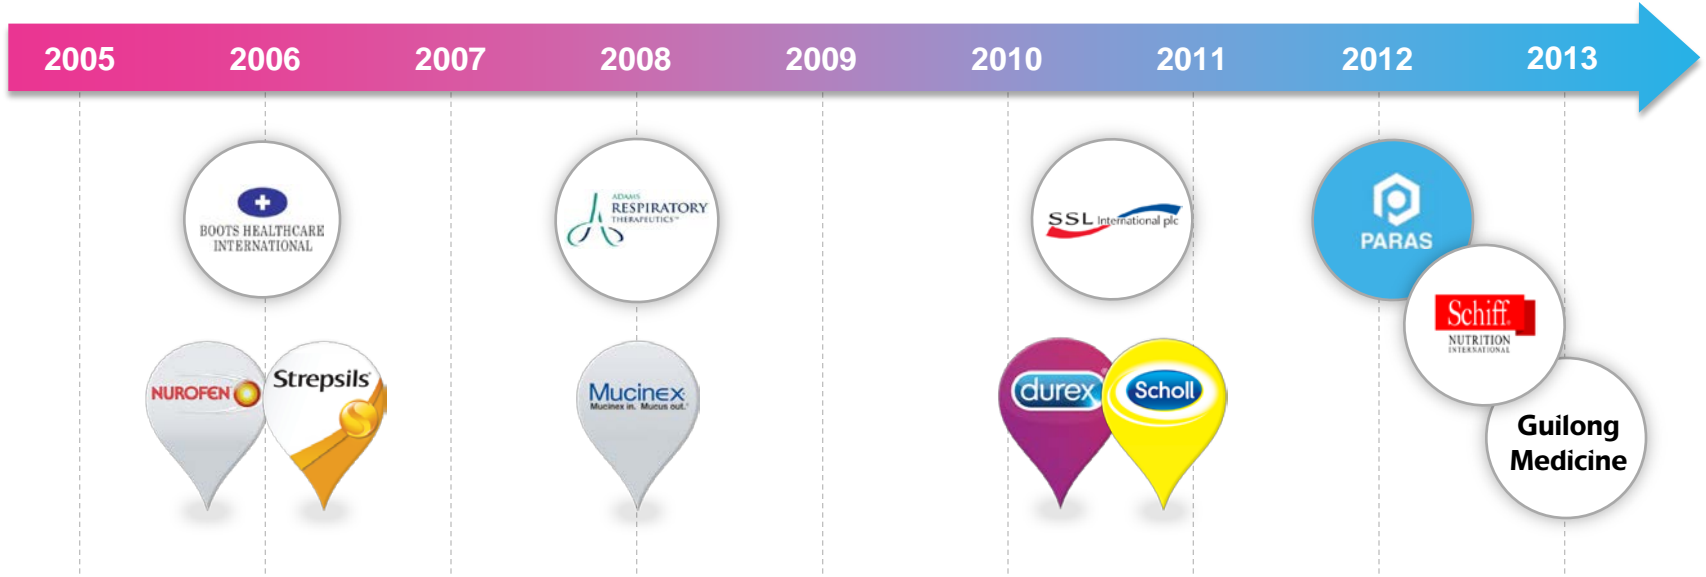 2005 2006 2007 2008 2009 2010 2011 2012 2013
BOOTS HEALTHCARE
INTERNATIONAL
ADAMS
RESPIRATORY
THERAPEUTICS™
SSL International plc
PARAS
Schiff
NUTRITION
INTERNATIONAL
Guilong
Medicine
NUROFEN
Strepsils
Mucinex
Mucinex in. Mucus out.®
durex
Scholl